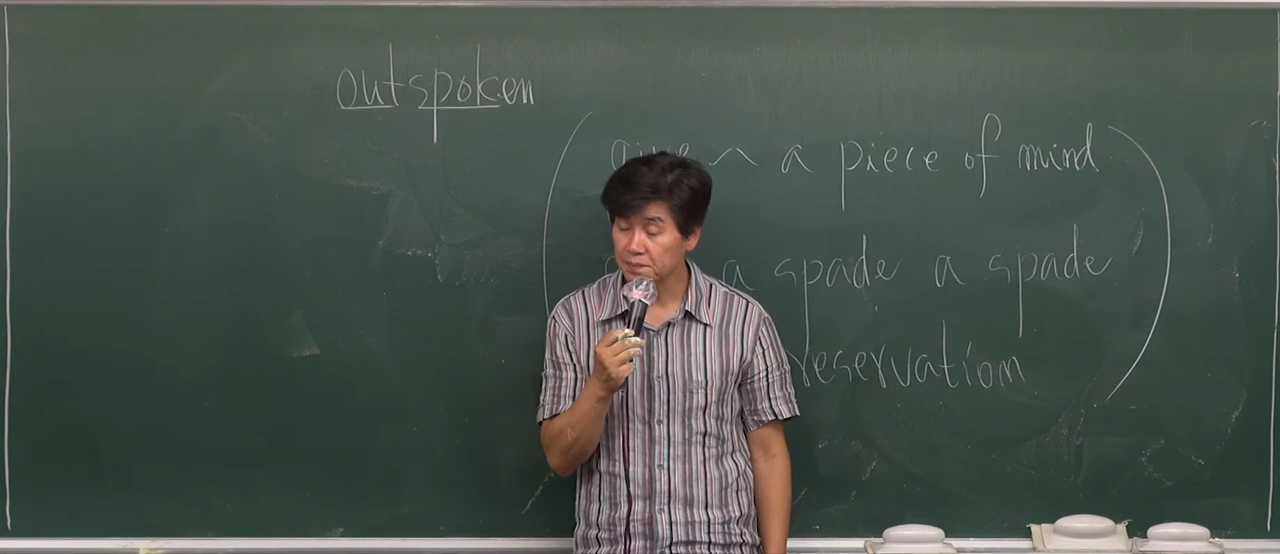 outspoken
give ~ a piece of mind
a spade a spade
reservation